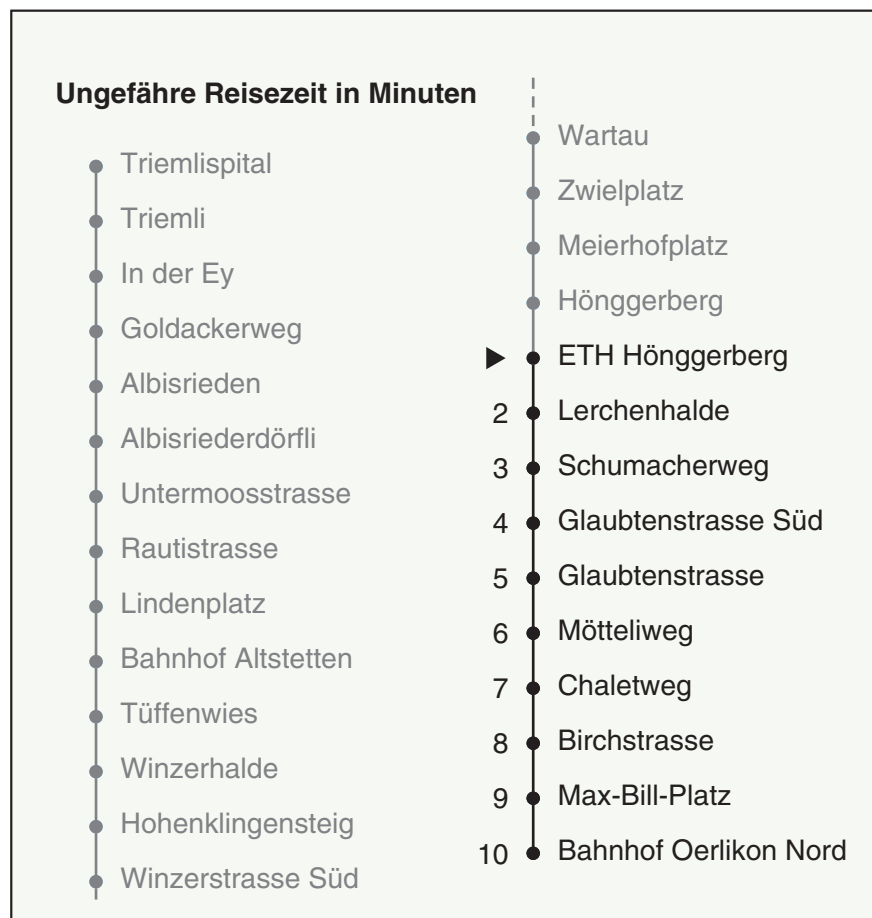 Ungefähre Reisezeit in Minuten
Triemlispital
Triemli
In der Ey
Goldackerweg
Albisrieden
Albisriederdörfli
Untermoosstrasse
Rautistrasse
Lindenplatz
Bahnhof Altstetten
Tüffenwies
Winzerhalde
Hohenklingensteig
Winzerstrasse Süd
Wartau
Zwielplatz
Meierhofplatz
Hönggerberg
ETH Hönggerberg
2 Lerchenhalde
3 Schumacherweg
4 Glaubtenstrasse Süd
5 Glaubtenstrasse
6 Mötteliweg
7 Chaletweg
8 Birchstrasse
9 Max-Bill-Platz
10 Bahnhof Oerlikon Nord